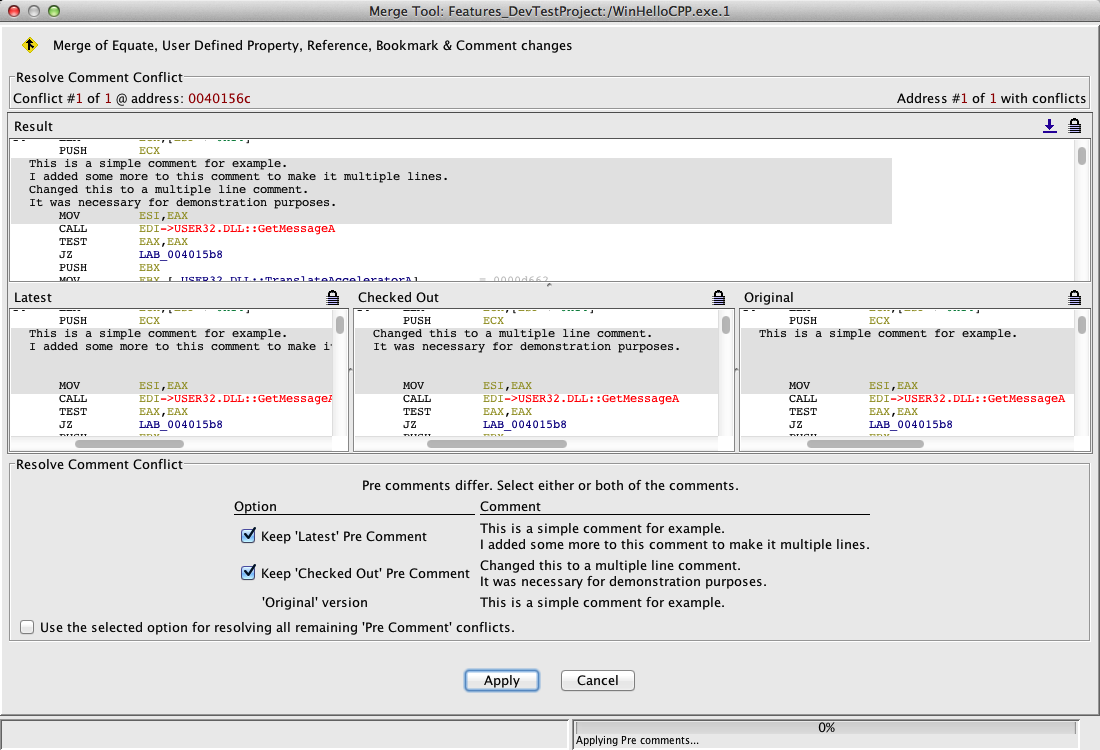 Merge Tool: Features_DevTestProject:/WinHelloCPP.exe.1
Merge of Equate, User Defined Property, Reference, Bookmark & Comment changes
Resolve Comment Conflict
Conflict #1 of 1 @ address: 0040156c
Address #1 of 1 with conflicts
Result
PUSH ECX
This is a simple comment for example.
I added some more to this comment to make it multiple lines.
Changed this to a multiple line comment.
It was necessary for demonstration purposes.
MOV ESI,EAX
CALL EDI->USER32.DLL::GetMessageA
TEST EAX,EAX
JZ LAB_004015b8
PUSH EBX
MOV EBX,[_USER32.DLL::TranslateAcceleratorA]
Latest
PUSH ECX
This is a simple comment for example.
I added some more to this comment to make i
MOV ESI,EAX
CALL EDI->USER32.DLL::GetMessageA
TEST EAX,EAX
JZ LAB_004015b8
Checked Out
PUSH ECX
Changed this to a multiple line comment.
It was necessary for demonstration purposes.
MOV ESI,EAX
CALL EDI->USER32.DLL::GetMessageA
TEST EAX,EAX
JZ LAB_004015b8
Original
PUSH ECX
This is a simple comment for example.
MOV ESI,EAX
CALL EDI->USER32.DLL::GetMessageA
TEST EAX,EAX
JZ LAB_004015b8
Resolve Comment Conflict
Pre comments differ. Select either or both of the comments.
Option Comment
Keep 'Latest' Pre Comment
This is a simple comment for example.
I added some more to this comment to make it multiple lines.
Keep 'Checked Out' Pre Comment
Changed this to a multiple line comment.
It was necessary for demonstration purposes.
'Original' version
This is a simple comment for example.
Use the selected option for resolving all remaining 'Pre Comment' conflicts.
Apply
Cancel
0%
Applying Pre comments...